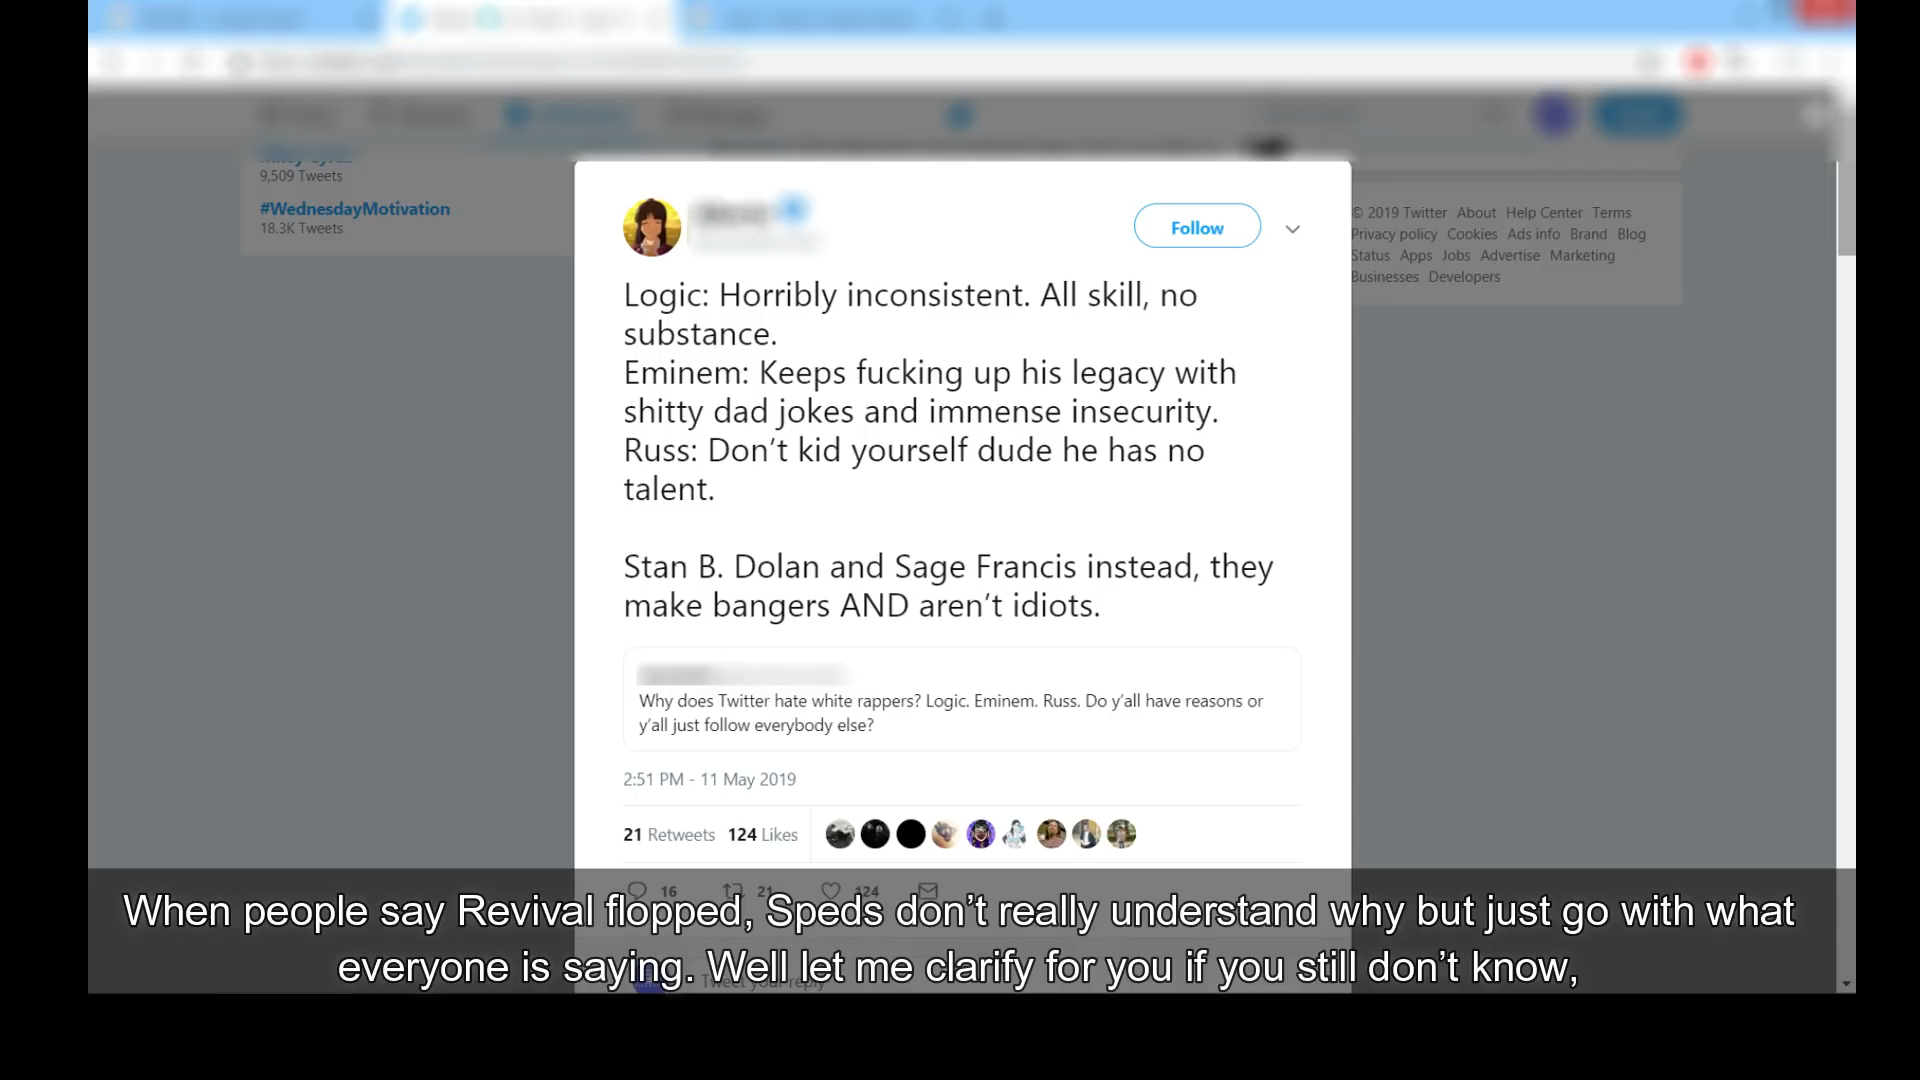 9,509 Tweets
#WednesdayMotivation
18.3K Tweets
Follow
Logic: Horribly inconsistent. All skill, no
substance.
Eminem: Keeps fucking up his legacy with
shitty dad jokes and immense insecurity.
Russ: Don’t kid yourself dude he has no
talent.
Stan B. Dolan and Sage Francis instead, they
make bangers AND aren’t idiots.
Why does Twitter hate white rappers? Logic. Eminem. Russ. Do y’all have reasons or
y’all just follow everybody else?
2:51 PM - 11 May 2019
21 Retweets 124 Likes
16 21 124
Tweet your reply
© 2019 Twitter About Help Center Terms
Privacy policy Cookies Ads info Brand Blog
Status Apps Jobs Advertise Marketing
Businesses Developers
When people say Revival flopped, Speds don’t really understand why but just go with what
everyone is saying. Well let me clarify for you if you still don’t know,